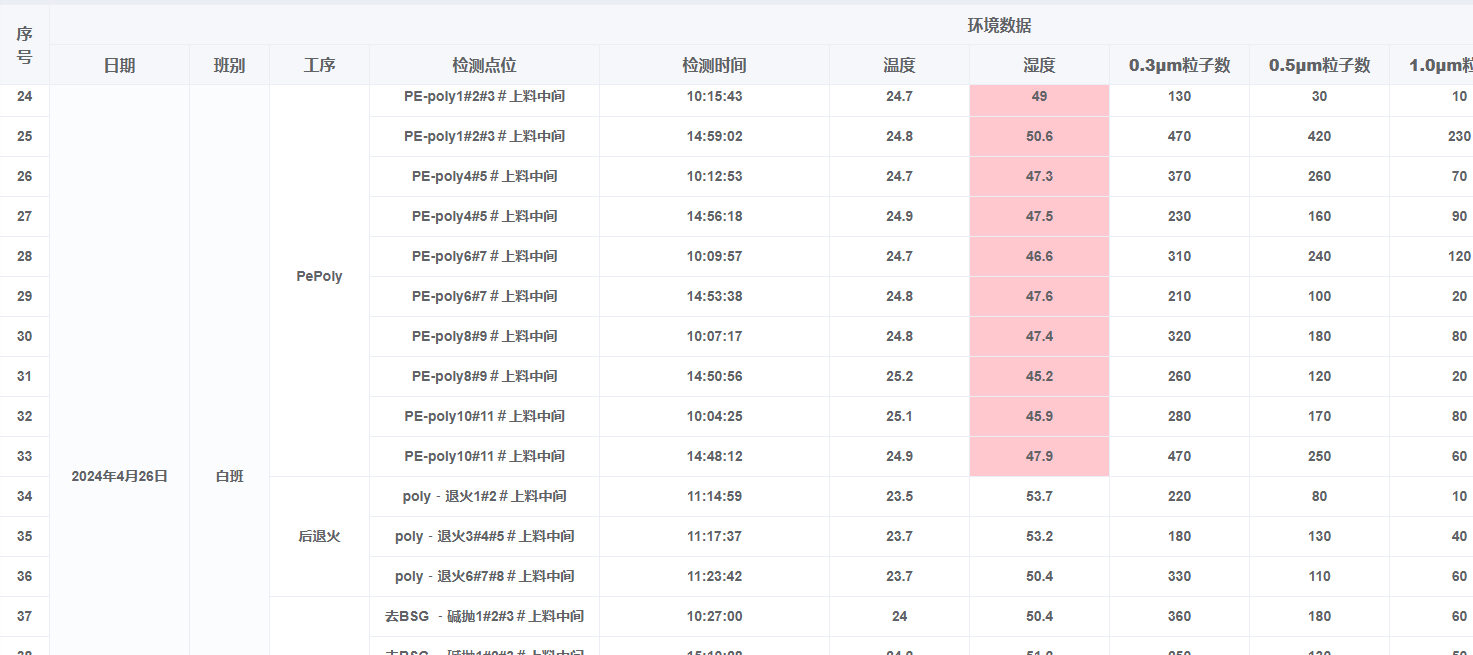 序号 环境数据
日期 班别 工序 检测点位 检测时间 温度 湿度 0.3μm粒子数 0.5μm粒子数 1.0μm粒
24 PE-poly1#2#3＃上料中间 10:15:43 24.7 49 130 30 10
25 PE-poly1#2#3＃上料中间 14:59:02 24.8 50.6 470 420 230
26 PE-poly4#5＃上料中间 10:12:53 24.7 47.3 370 260 70
27 PE-poly4#5＃上料中间 14:56:18 24.9 47.5 230 160 90
28 PE-poly6#7＃上料中间 10:09:57 24.7 46.6 310 240 120
PePoly
29 PE-poly6#7＃上料中间 14:53:38 24.8 47.6 210 100 20
30 PE-poly8#9＃上料中间 10:07:17 24.8 47.4 320 180 80
31 PE-poly8#9＃上料中间 14:50:56 25.2 45.2 260 120 20
32 PE-poly10#11＃上料中间 10:04:25 25.1 45.9 280 170 80
33 PE-poly10#11＃上料中间 14:48:12 24.9 47.9 470 250 60
2024年4月26日 白班
34 poly - 退火1#2＃上料中间 11:14:59 23.5 53.7 220 80 10
35 后退火 poly - 退火3#4#5＃上料中间 11:17:37 23.7 53.2 180 130 40
36 poly - 退火6#7#8＃上料中间 11:23:42 23.7 50.4 330 110 60
37 去BSG - 碱抛1#2#3＃上料中间 10:27:00 24 50.4 360 180 60